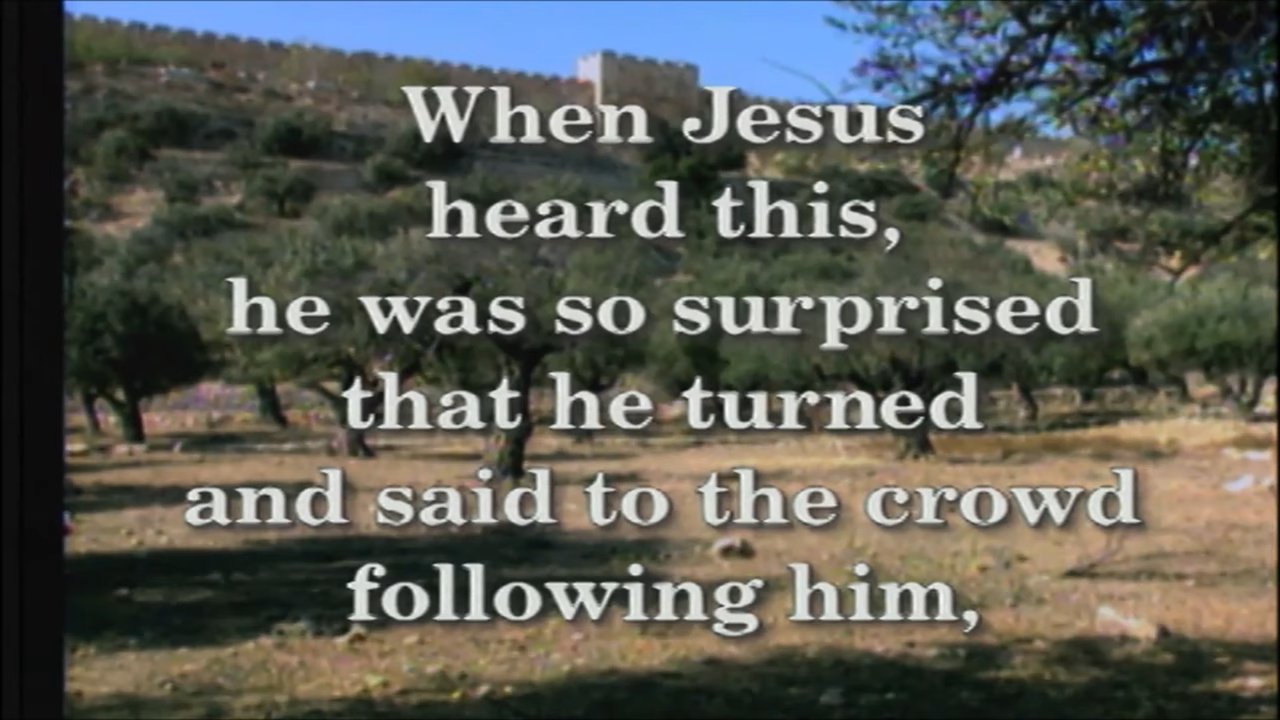 When Jesus
heard this,
he was so surprised
that he turned
and said to the crowd
following him,